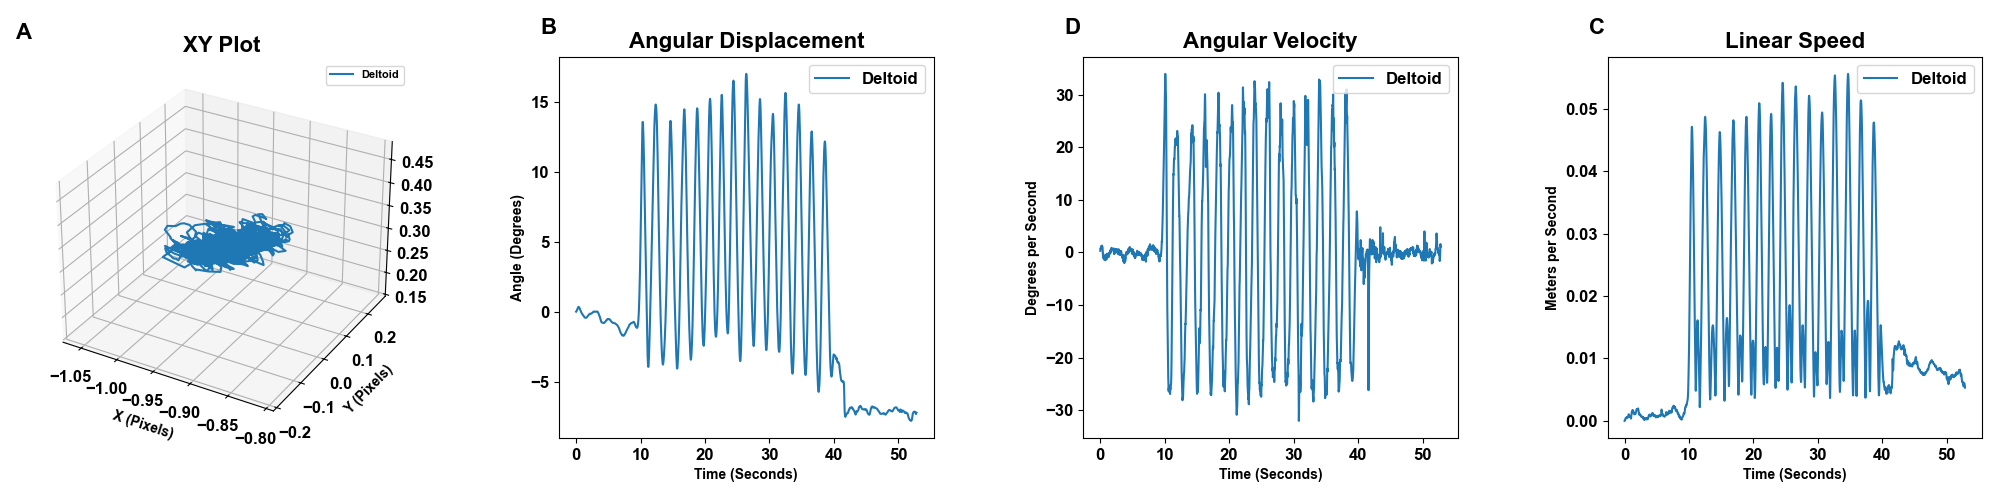 A
XY Plot
Deltoid
0.45
0.40
0.35
0.30
0.25
0.20
0.15
0.2
0.1
0.0
−0.1
−0.2
Y (Pixels)
−1.05
−1.00
−0.95
−0.90
−0.85
−0.80
X (Pixels)
B
Angular Displacement
Deltoid
15
10
5
0
−5
Angle (Degrees)
0 10 20 30 40 50
Time (Seconds)
D
Angular Velocity
Deltoid
30
20
10
0
−10
−20
−30
Degrees per Second
0 10 20 30 40 50
Time (Seconds)
C
Linear Speed
Deltoid
0.05
0.04
0.03
0.02
0.01
0.00
Meters per Second
0 10 20 30 40 50
Time (Seconds)